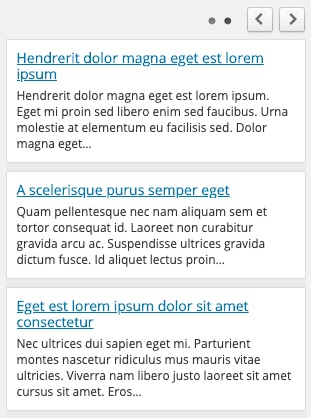 Hendrerit dolor magna eget est lorem
ipsum
Hendrerit dolor magna eget est lorem ipsum.
Eget mi proin sed libero enim sed faucibus. Urna
molestie at elementum eu facilisis sed. Dolor
magna eget...
A scelerisque purus semper eget
Quam pellentesque nec nam aliquam sem et
tortor consequat id. Laoreet non curabitur
gravida arcu ac. Suspendisse ultrices gravida
dictum fusce. Id aliquet lectus proin...
Eget est lorem ipsum dolor sit amet
consectetur
Nec ultrices dui sapien eget mi. Parturient
montes nascetur ridiculus mus mauris vitae
ultricies. Viverra nam libero justo laoreet sit amet
cursus sit amet. Eros...